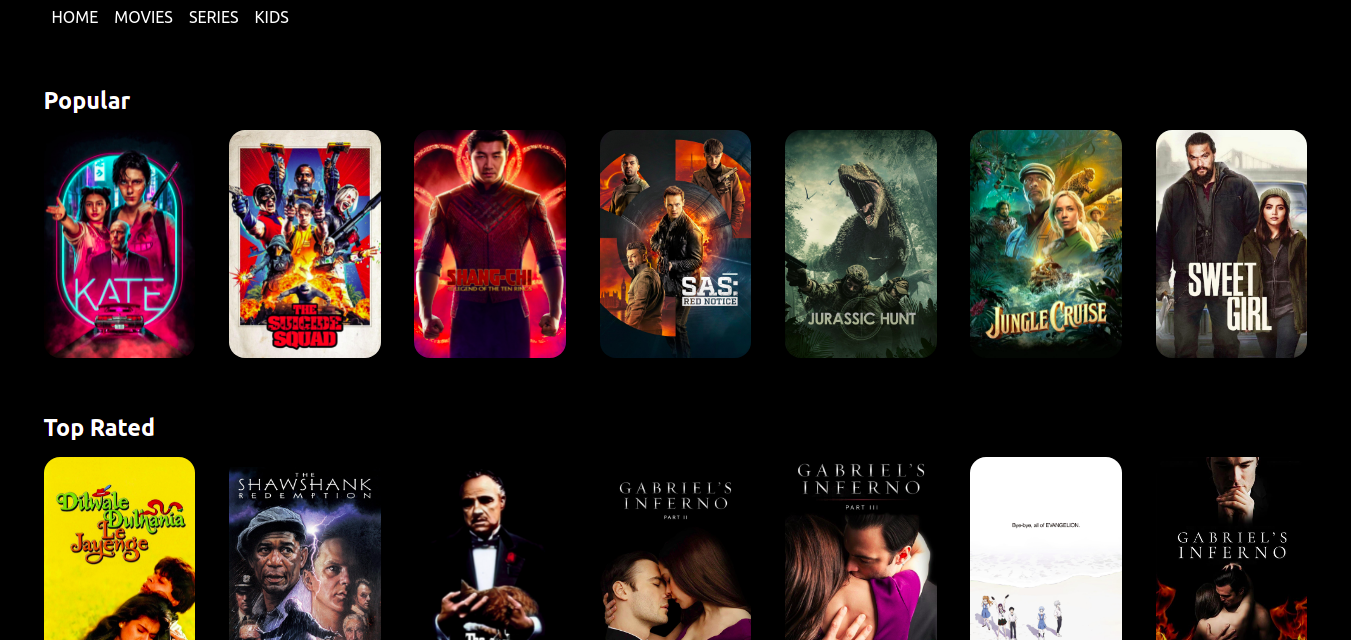 HOME MOVIES SERIES KIDS
Popular
KATE
THE
SUICIDE
SQUAD
SHANG-CHI
LEGEND OF THE TEN RINGS
SAS:
RED NOTICE
JURASSIC HUNT
JUNGLE CRUISE
SWEET
GIRL
Top Rated
Dilwale
Dulhania
Le
Jayenge
THE
SHAWSHANK
REDEMPTION
The
GABRIEL'S
INFERNO
PART II
GABRIEL'S
INFERNO
PART III
Bye-bye, all of EVANGELION.
GABRIEL'S
INFERNO